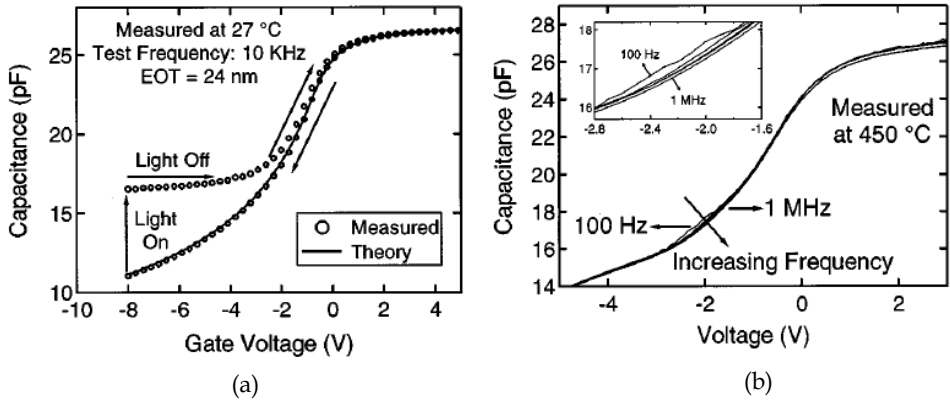 (a)
Measured at 27 °C
Test Frequency: 10 KHz
EOT = 24 nm
Light Off
Light
On
Measured
Theory
Capacitance (pF)
30
25
20
15
10
-10 -8 -6 -4 -2 0 2 4
Gate Voltage (V)
(a)
(b)
18
17
16
-2.8 -2.4 -2.0 -1.6
100 Hz
1 MHz
Measured
at 450 °C
100 Hz
1 MHz
Increasing Frequency
Capacitance (pF)
28
26
24
22
20
18
16
14
-4 -2 0 2
Voltage (V)
(b)